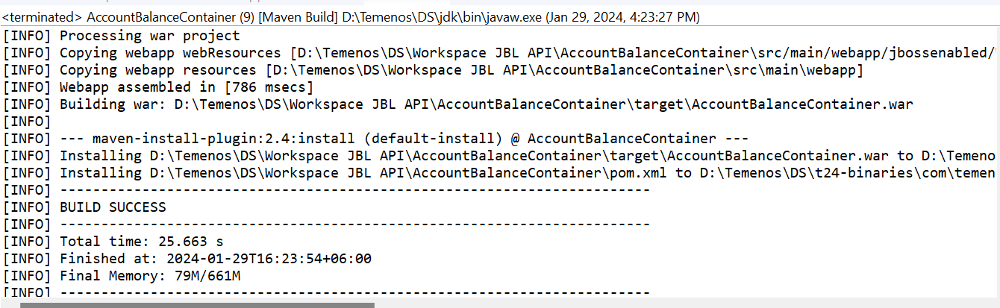 <terminated> AccountBalanceContainer (9) [Maven Build] D:\Temenos\DS\jdk\bin\javaw.exe (Jan 29, 2024, 4:23:27 PM)
[INFO] Processing war project
[INFO] Copying webapp webResources [D:\Temenos\DS\Workspace JBL API\AccountBalanceContainer\src/main/webapp/jbossenabled/
[INFO] Copying webapp resources [D:\Temenos\DS\Workspace JBL API\AccountBalanceContainer\src\main\webapp]
[INFO] Webapp assembled in [786 msecs]
[INFO] Building war: D:\Temenos\DS\Workspace JBL API\AccountBalanceContainer\target\AccountBalanceContainer.war
[INFO]
[INFO] --- maven-install-plugin:2.4:install (default-install) @ AccountBalanceContainer ---
[INFO] Installing D:\Temenos\DS\Workspace JBL API\AccountBalanceContainer\target\AccountBalanceContainer.war to D:\Temeno
[INFO] Installing D:\Temenos\DS\Workspace JBL API\AccountBalanceContainer\pom.xml to D:\Temenos\DS\t24-binaries\com\temen
[INFO] ------------------------------------------------------------------------
[INFO] BUILD SUCCESS
[INFO] ------------------------------------------------------------------------
[INFO] Total time: 25.663 s
[INFO] Finished at: 2024-01-29T16:23:54+06:00
[INFO] Final Memory: 79M/661M
[INFO] ------------------------------------------------------------------------